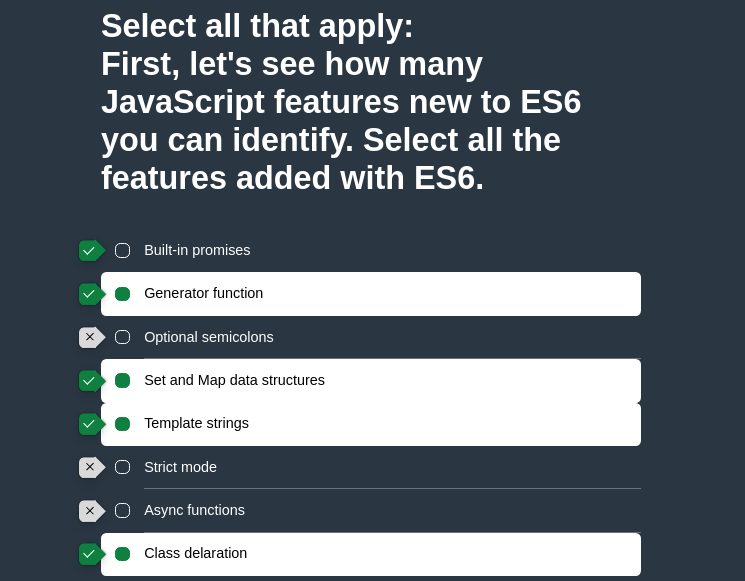 Select all that apply:
First, let's see how many
JavaScript features new to ES6
you can identify. Select all the
features added with ES6.
Built-in promises
Generator function
Optional semicolons
Set and Map data structures
Template strings
Strict mode
Async functions
Class delaration